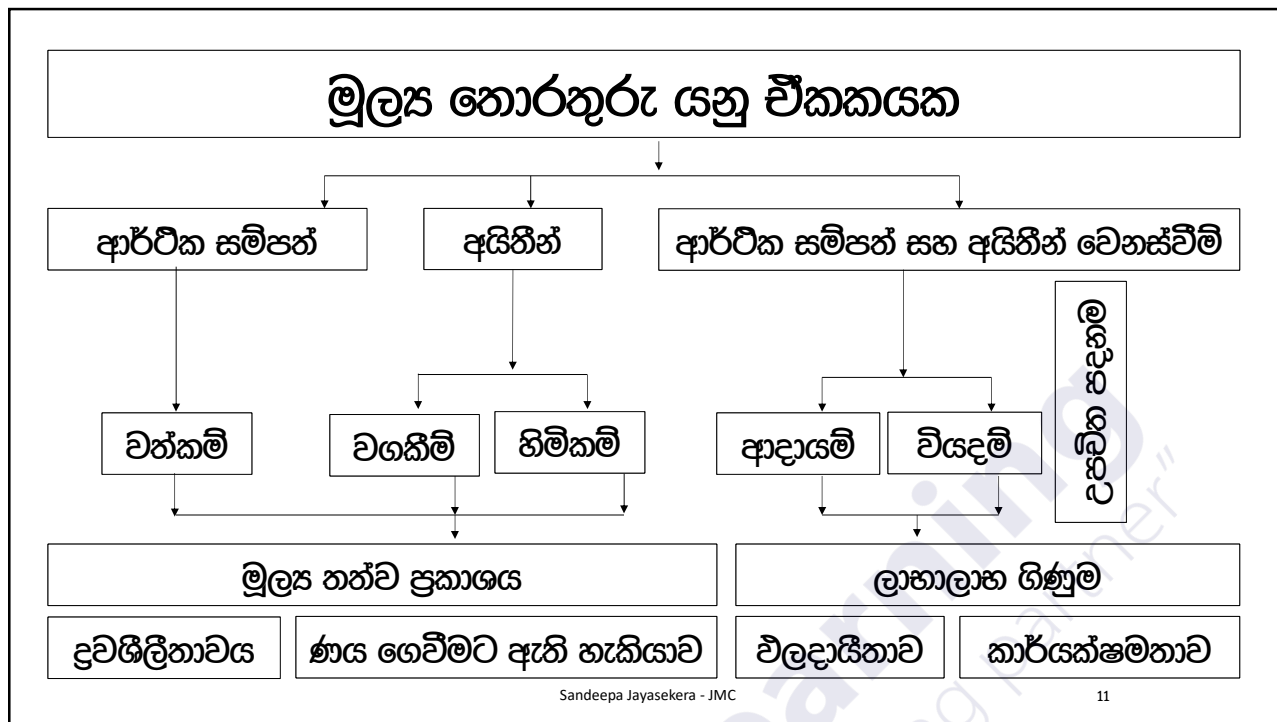 මූල්‍ය තොරතුරු යනු ඒකකයක
ආර්ථික සම්පත්
අයිතීන්
ආර්ථික සම්පත් සහ අයිතීන් වෙනස්වීම්
උපචිත පදනම
වත්කම්
වගකීම්
හිමිකම්
ආදායම්
වියදම්
මූල්‍ය තත්ව ප්‍රකාශය
ලාභාලාභ ගිණුම
ද්‍රවශීලීතාවය
ණය ගෙවීමට ඇති හැකියාව
ඵලදායීතාව
කාර්යක්ෂමතාව
Sandeepa Jayasekera - JMC
11
partner”